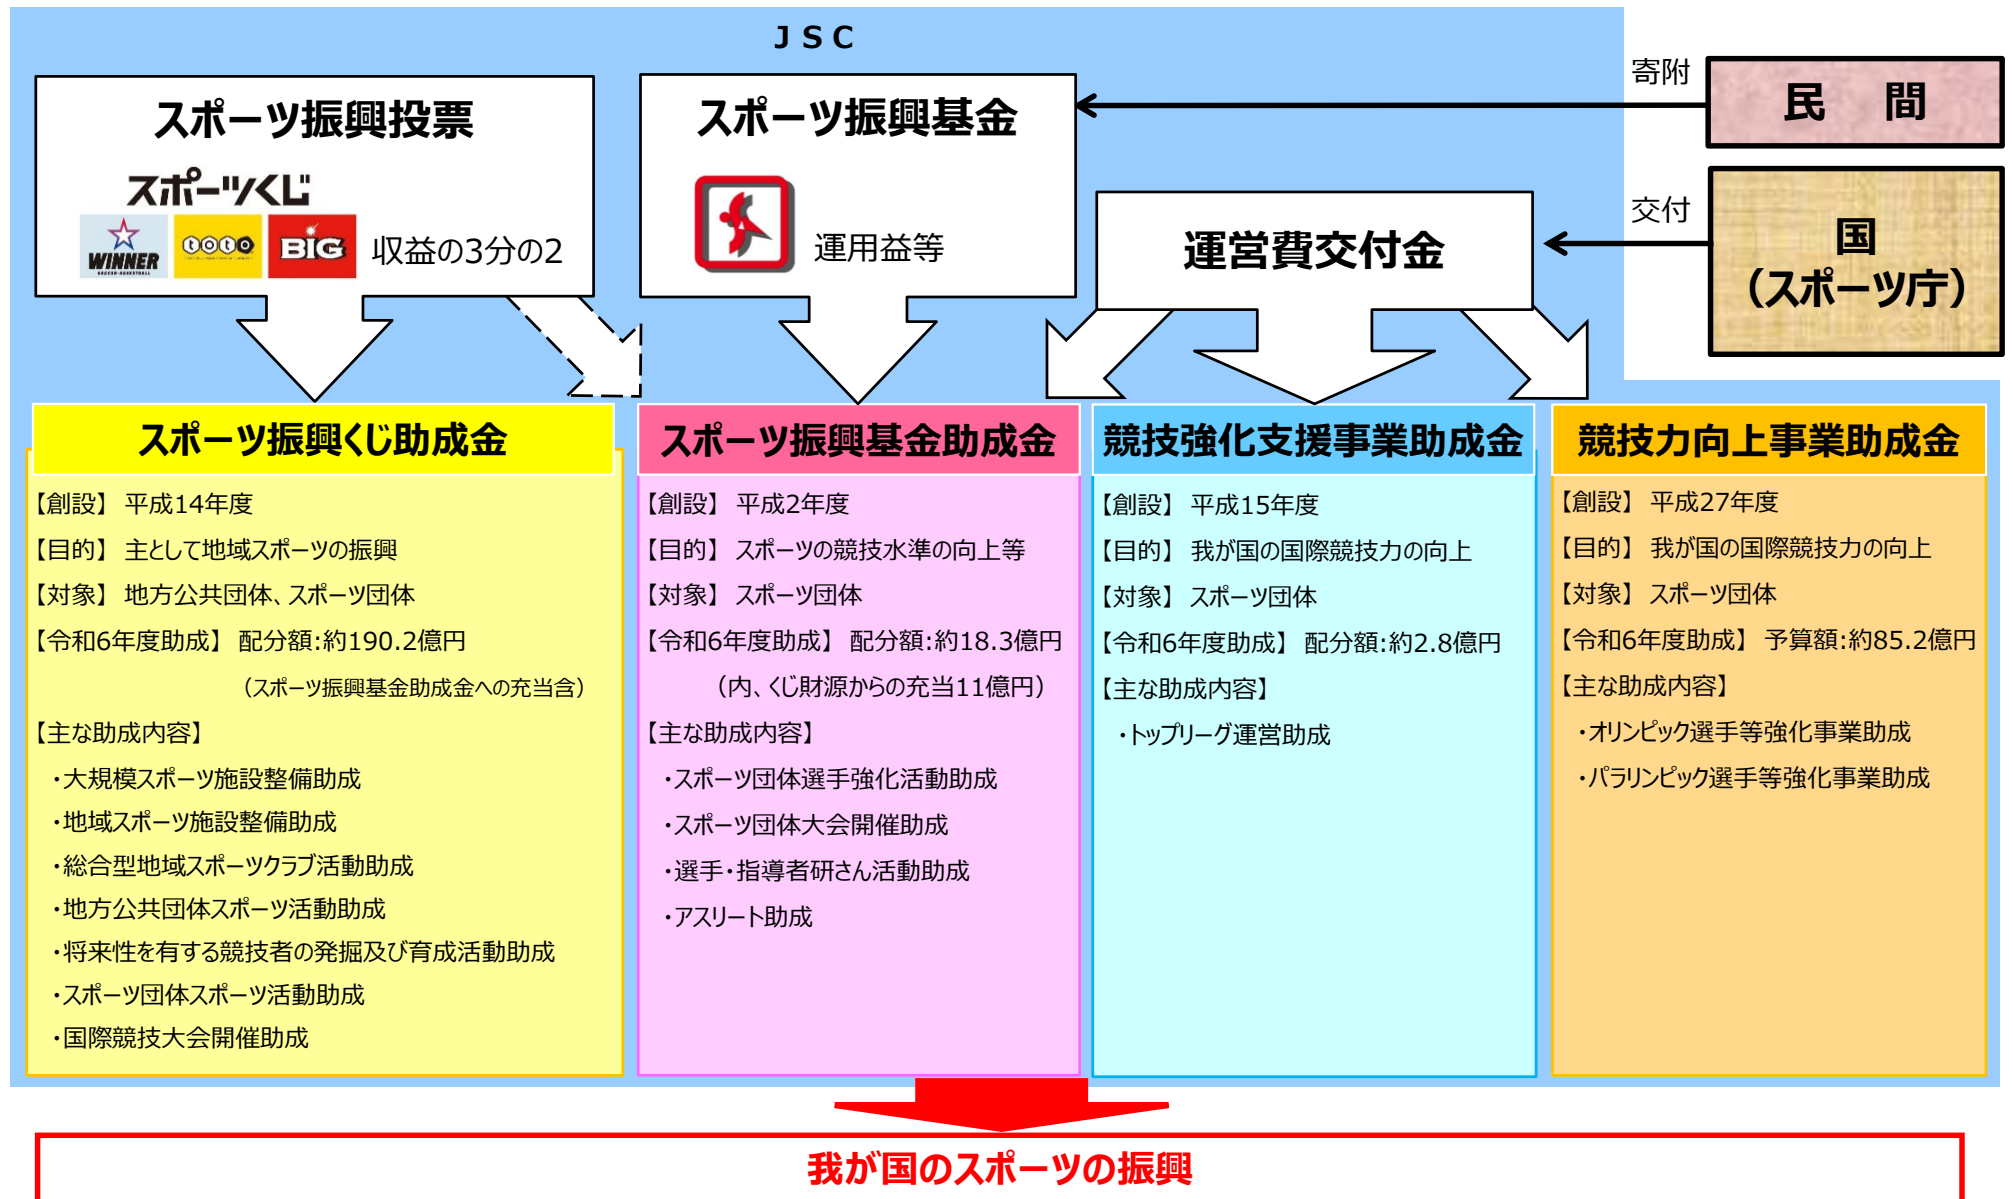 JSC
スポーツ振興投票
スポーツくじ
WINNER
toto
BIG
収益の3分の2
スポーツ振興基金
運用益等
運営費交付金
寄附
民　間
交付
国
（スポーツ庁）
スポーツ振興くじ助成金
【創設】 平成14年度
【目的】 主として地域スポーツの振興
【対象】 地方公共団体、スポーツ団体
【令和6年度助成】 配分額:約190.2億円
（スポーツ振興基金助成金への充当含）
【主な助成内容】
・大規模スポーツ施設整備助成
・地域スポーツ施設整備助成
・総合型地域スポーツクラブ活動助成
・地方公共団体スポーツ活動助成
・将来性を有する競技者の発掘及び育成活動助成
・スポーツ団体スポーツ活動助成
・国際競技大会開催助成
スポーツ振興基金助成金
【創設】 平成2年度
【目的】 スポーツの競技水準の向上等
【対象】 スポーツ団体
【令和6年度助成】 配分額:約18.3億円
（内、くじ財源からの充当11億円）
【主な助成内容】
・スポーツ団体選手強化活動助成
・スポーツ団体大会開催助成
・選手・指導者研さん活動助成
・アスリート助成
競技強化支援事業助成金
【創設】 平成15年度
【目的】 我が国の国際競技力の向上
【対象】 スポーツ団体
【令和6年度助成】 配分額:約2.8億円
【主な助成内容】
・トップリーグ運営助成
競技力向上事業助成金
【創設】 平成27年度
【目的】 我が国の国際競技力の向上
【対象】 スポーツ団体
【令和6年度助成】 予算額:約85.2億円
【主な助成内容】
・オリンピック選手等強化事業助成
・パラリンピック選手等強化事業助成
我が国のスポーツの振興